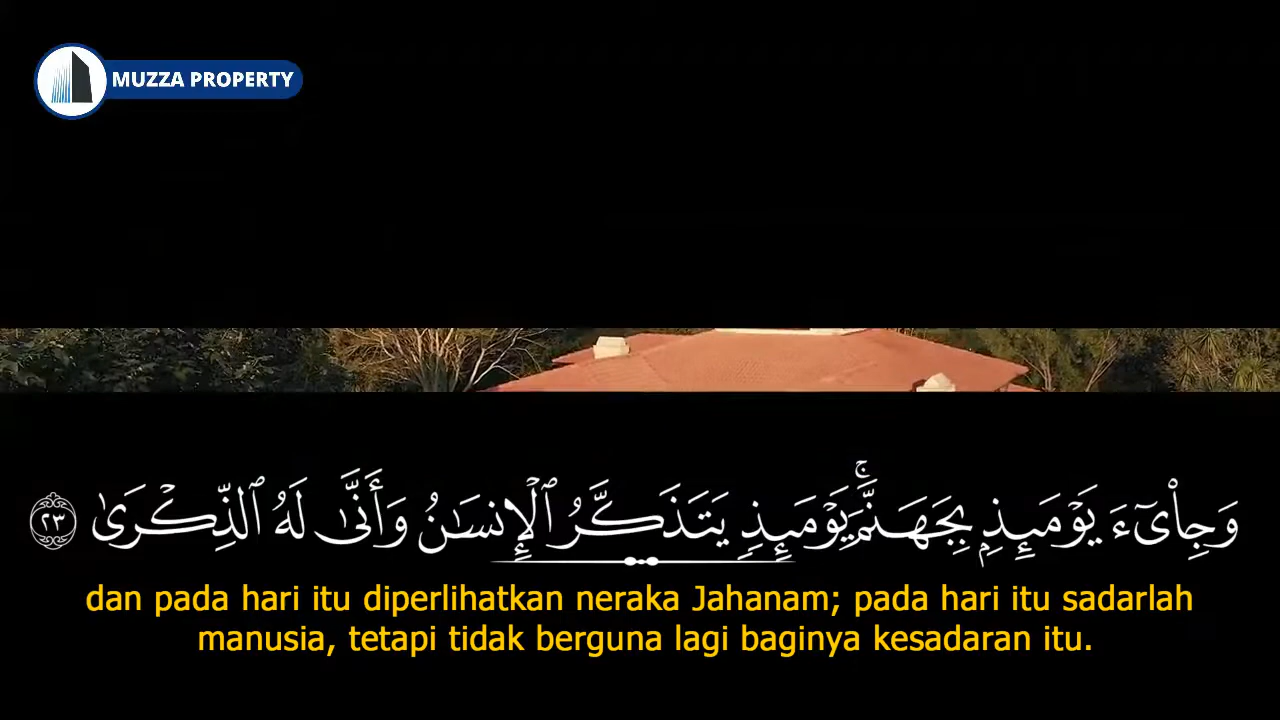 MUZZA PROPERTY
وَجِا۟ىٓءَ يَوْمَئِذٍۭ بِجَهَنَّمَ ۚ يَوْمَئِذٍ يَتَذَكَّرُ ٱلْإِنسَـٰنُ وَأَنَّىٰ لَهُ ٱلذِّكْرَىٰ ٢٣
dan pada hari itu diperlihatkan neraka Jahanam; pada hari itu sadarlah
manusia, tetapi tidak berguna lagi baginya kesadaran itu.